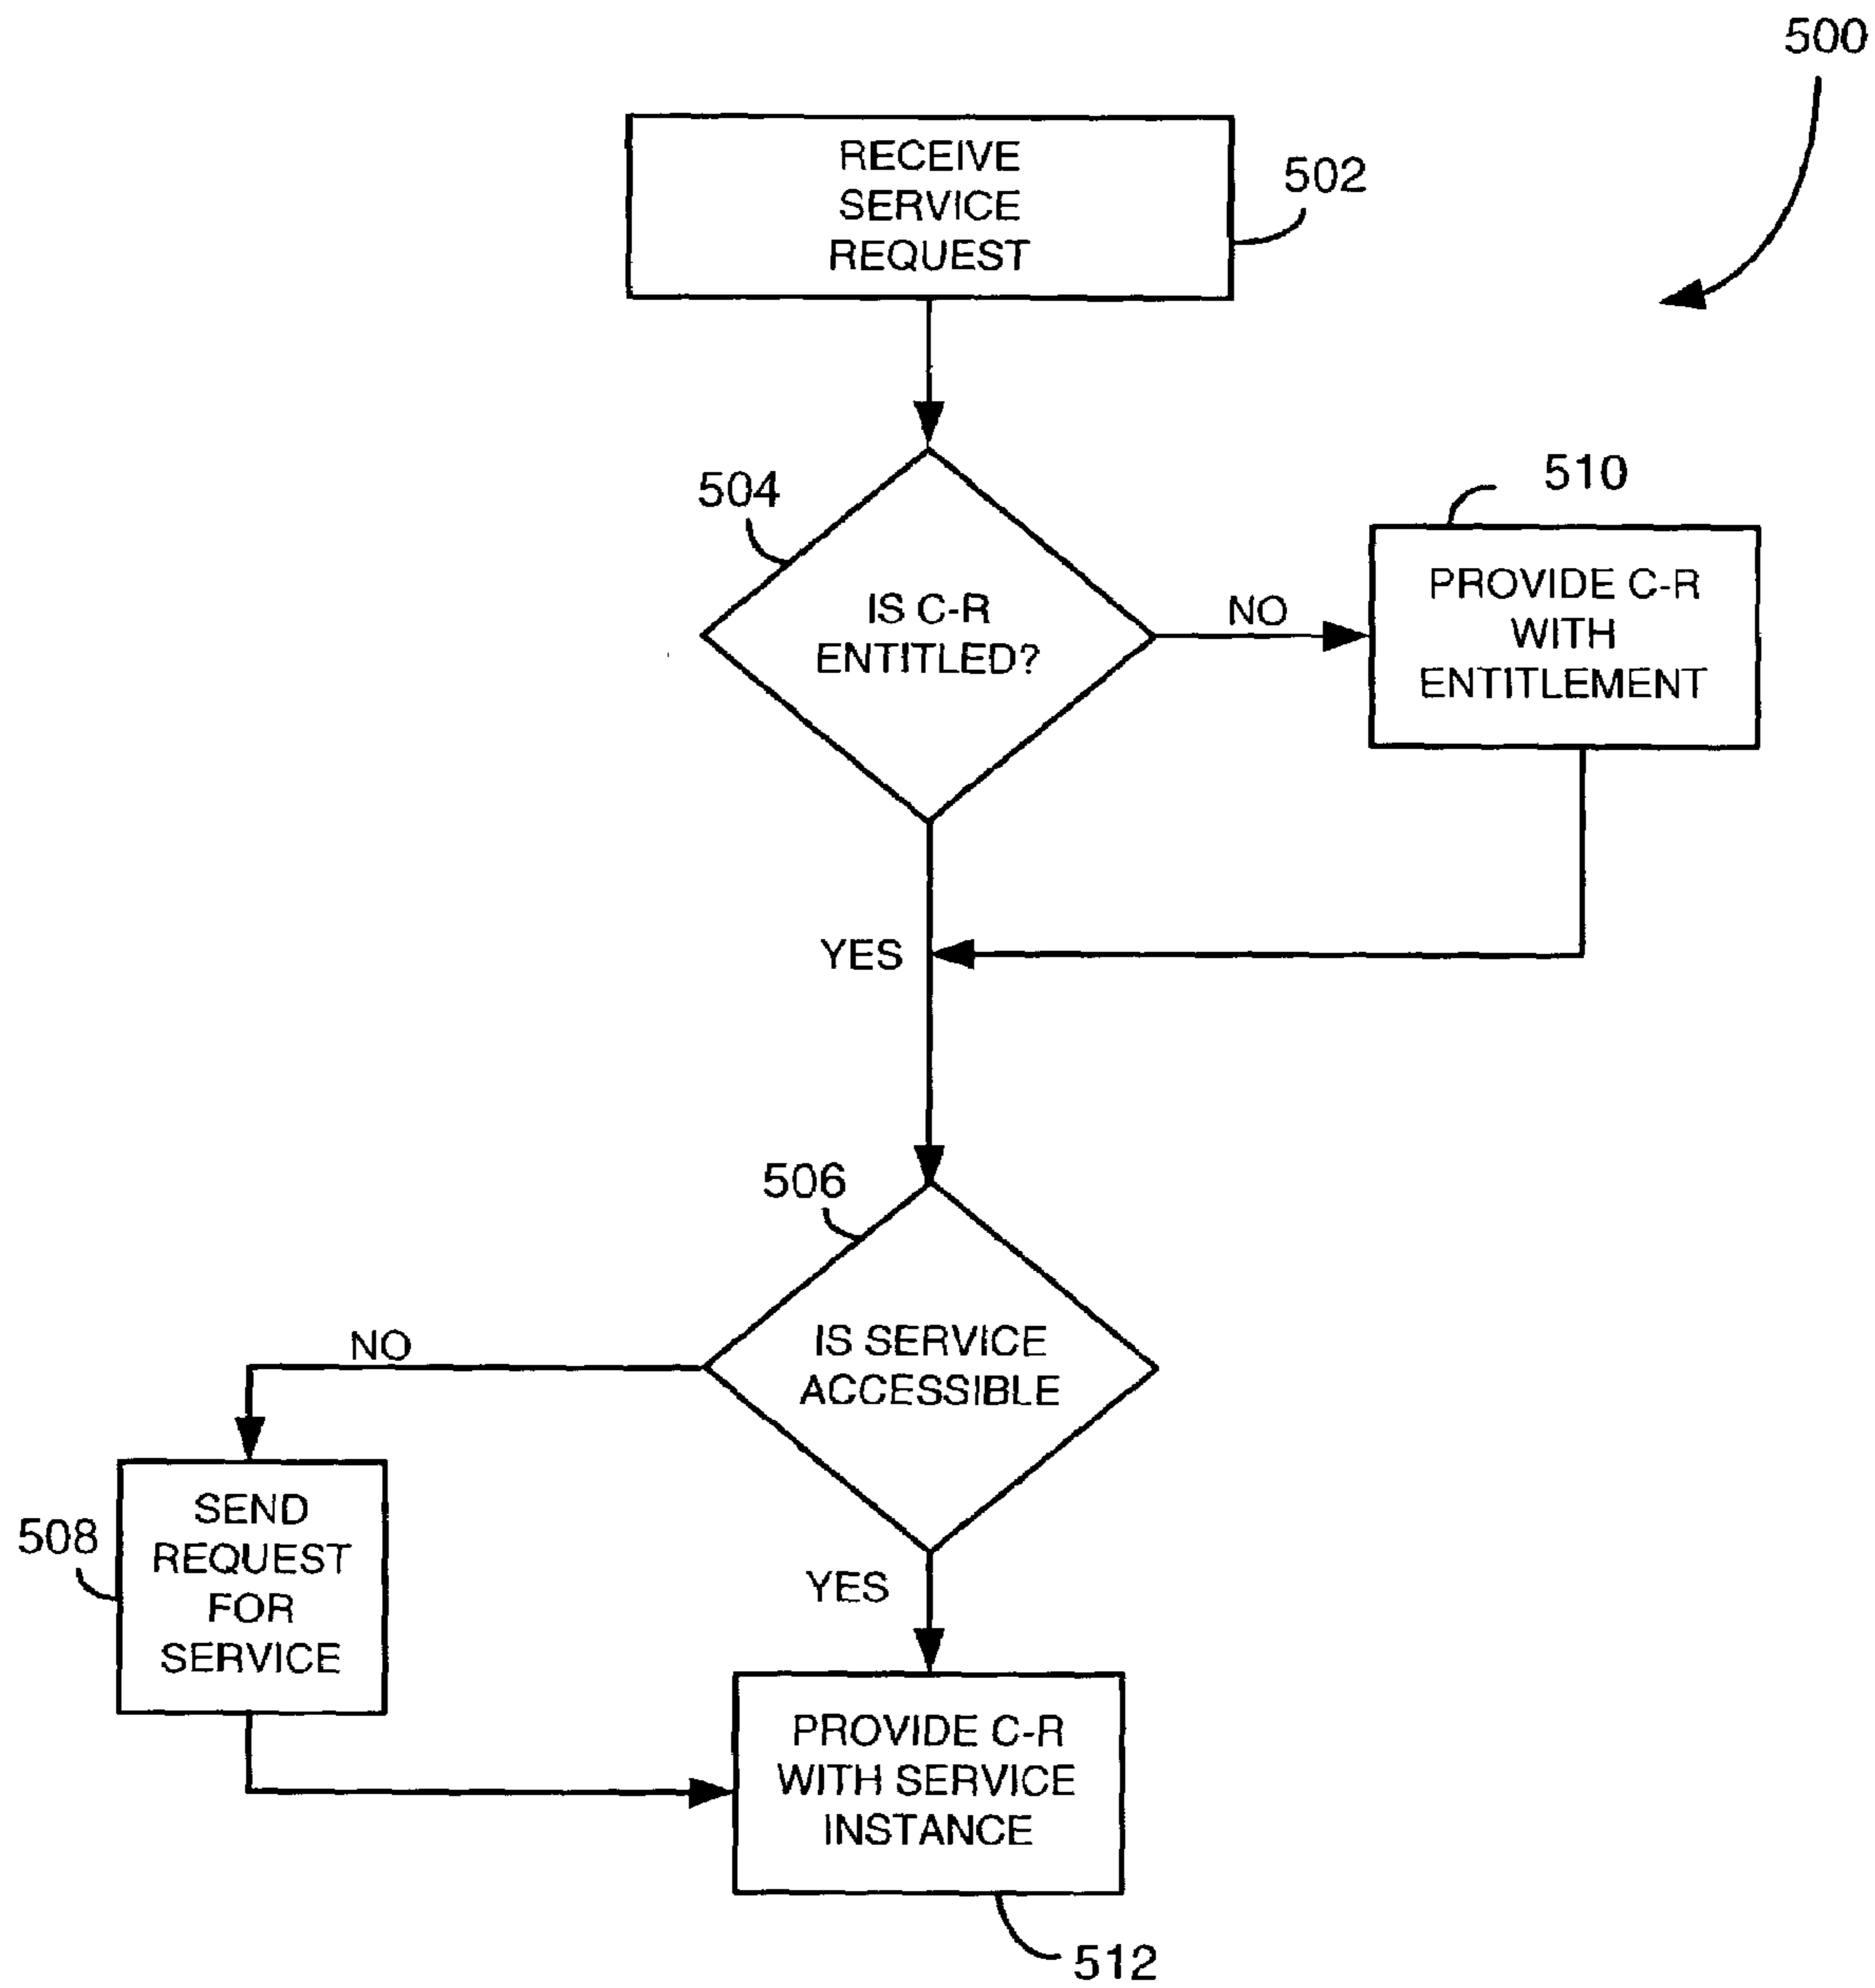 500
RECEIVE
SERVICE
REQUEST
502
504
IS C-R
ENTITLED?
NO
510
PROVIDE C-R
WITH
ENTITLEMENT
YES
506
IS SERVICE
ACCESSIBLE
NO
508
SEND
REQUEST
FOR
SERVICE
YES
PROVIDE C-R
WITH SERVICE
INSTANCE
512